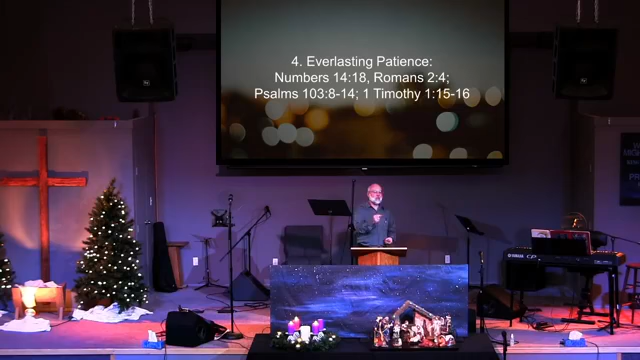 4. Everlasting Patience:
Numbers 14:18, Romans 2:4;
Psalms 103:8-14; 1 Timothy 1:15-16